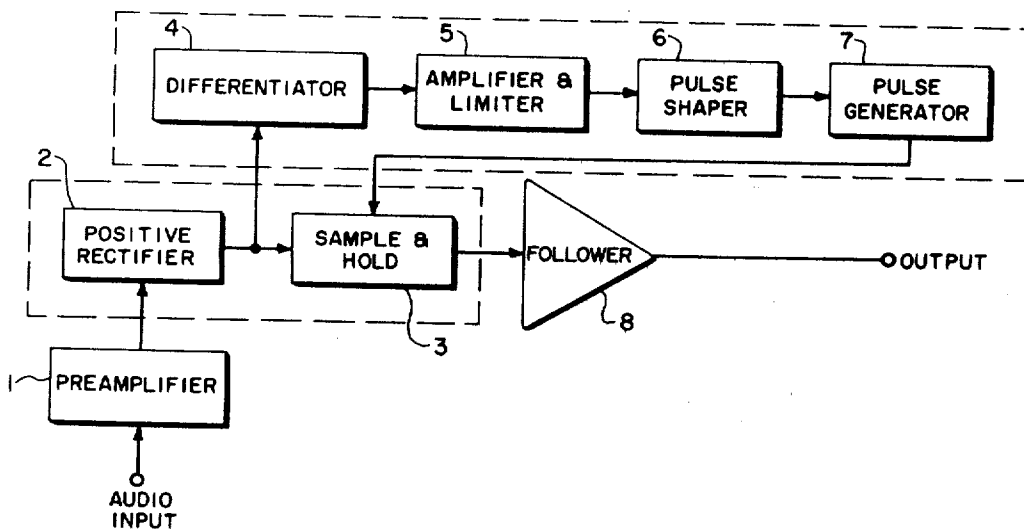 4
DIFFERENTIATOR
5
AMPLIFIER &
LIMITER
6
PULSE
SHAPER
7
PULSE
GENERATOR
2
POSITIVE
RECTIFIER
SAMPLE &
HOLD
3
FOLLOWER
8
OUTPUT
1
PREAMPLIFIER
AUDIO
INPUT